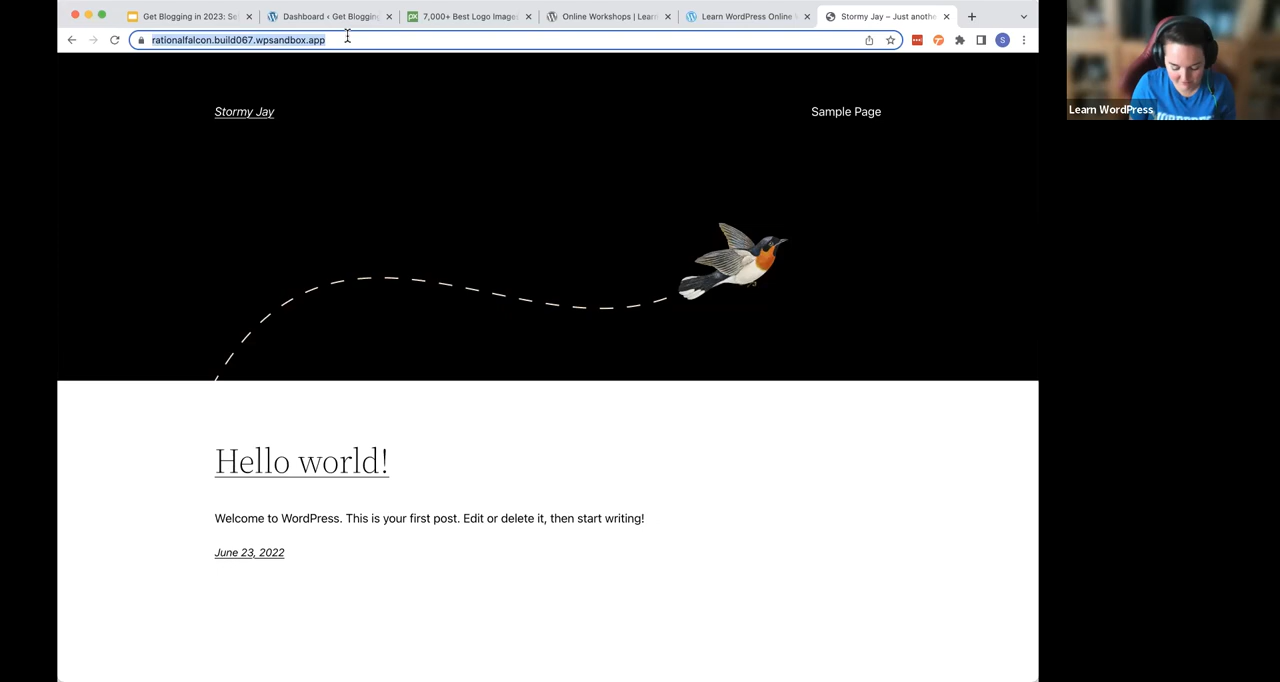 Get Blogging in 2023: Se
Dashboard ‹ Get Blogging
7,000+ Best Logo Image
Online Workshops | Learn
Learn WordPress Online
Stormy Jay – Just anothe
rationalfalcon.build067.wpsandbox.app
S
Learn WordPress
Stormy Jay
Sample Page
Hello world!
Welcome to WordPress. This is your first post. Edit or delete it, then start writing!
June 23, 2022